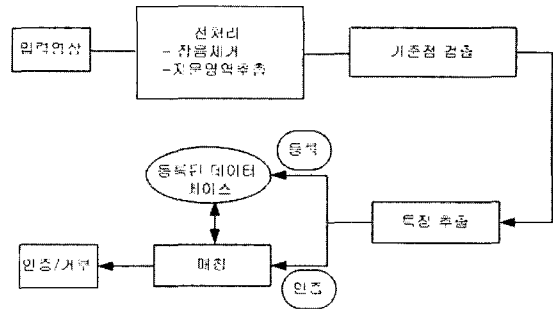 입력영상
전처리
- 잡음제거
-지문영역추출
기준점 검출
등록
등록된 데이터
베이스
특징 추출
매칭
인증/거부
인증